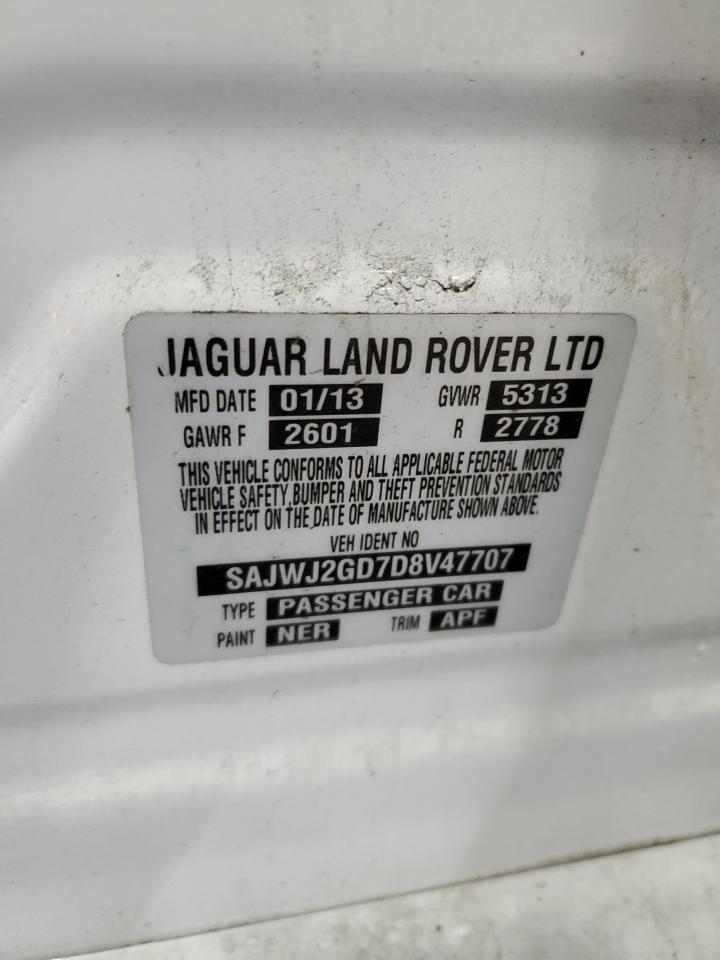 JAGUAR LAND ROVER LTD
MFD DATE 01/13 GVWR 5313
GAWR F 2601 R 2778
THIS VEHICLE CONFORMS TO ALL APPLICABLE FEDERAL MOTOR
VEHICLE SAFETY, BUMPER AND THEFT PREVENTION STANDARDS
IN EFFECT ON THE DATE OF MANUFACTURE SHOWN ABOVE.
VEH IDENT NO
SAJWJ2GD7D8V47707
TYPE PASSENGER CAR
PAINT NER TRIM APF